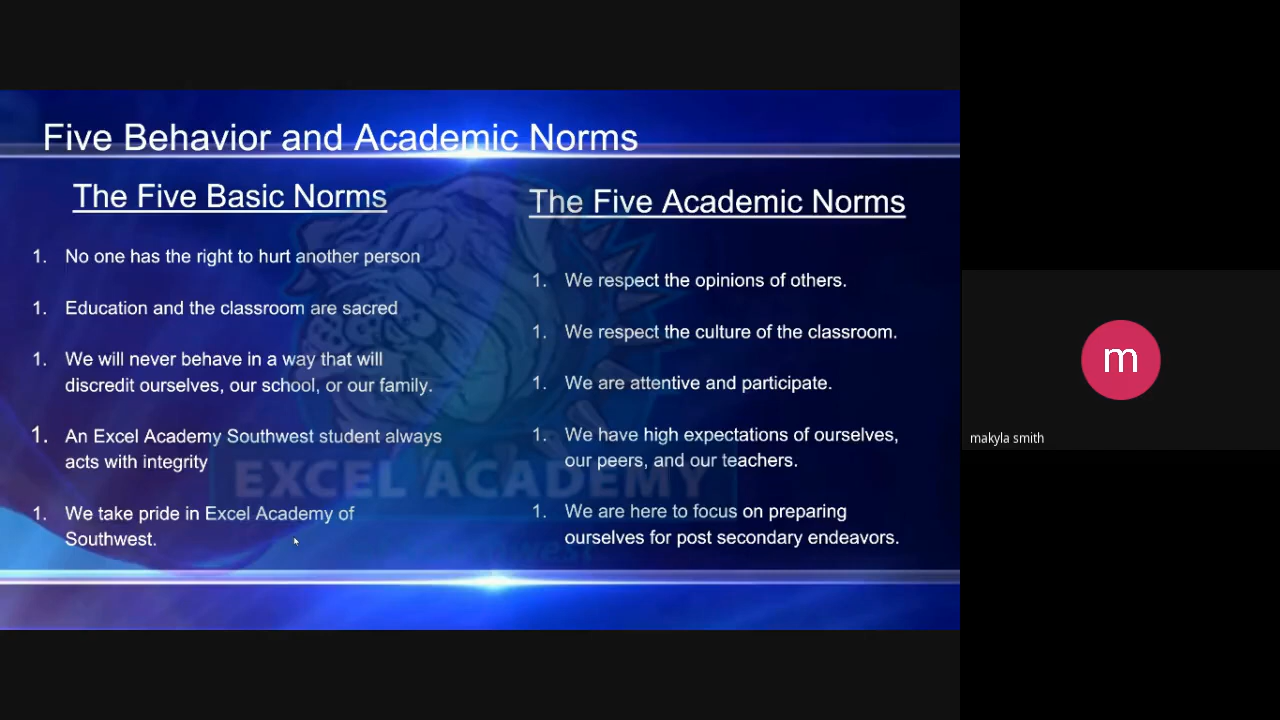 Five Behavior and Academic Norms
The Five Basic Norms
1. No one has the right to hurt another person
1. Education and the classroom are sacred
1. We will never behave in a way that will
discredit ourselves, our school, or our family.
1. An Excel Academy Southwest student always
acts with integrity
1. We take pride in Excel Academy of
Southwest.
The Five Academic Norms
1. We respect the opinions of others.
1. We respect the culture of the classroom.
1. We are attentive and participate.
1. We have high expectations of ourselves,
our peers, and our teachers.
1. We are here to focus on preparing
ourselves for post secondary endeavors.
EXCEL ACADEMY
m
makyla smith